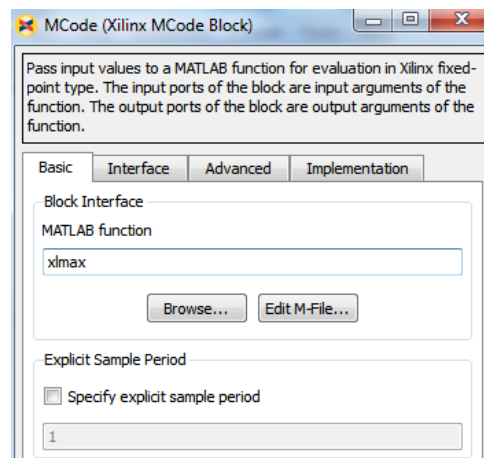 MCode (Xilinx MCode Block)
Pass input values to a MATLAB function for evaluation in Xilinx fixed-
point type. The input ports of the block are input arguments of the
function. The output ports of the block are output arguments of the
function.
Basic Interface Advanced Implementation
Block Interface
MATLAB function
xlmax
Browse... Edit M-File...
Explicit Sample Period
Specify explicit sample period
1